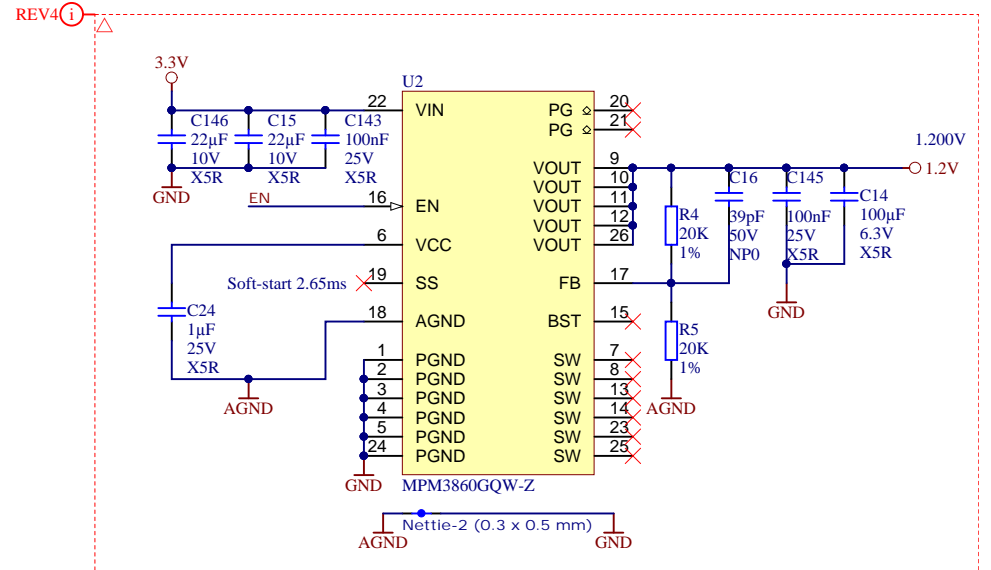 REV4
i
3.3V
U2
C146
22µF
10V
X5R
C15
22µF
10V
X5R
C143
100nF
25V
X5R
GND
EN
22
VIN
16
EN
6
VCC
Soft-start 2.65ms
19
SS
18
AGND
C24
1µF
25V
X5R
AGND
1
PGND
2
PGND
3
PGND
4
PGND
5
PGND
24
PGND
GND
PG
20
PG
21
VOUT
9
VOUT
10
VOUT
11
VOUT
12
VOUT
26
FB
17
BST
15
SW
7
SW
8
SW
13
SW
14
SW
23
SW
25
MPM3860GQW-Z
1.200V
1.2V
R4
20K
1%
C16
39pF
50V
NP0
C145
100nF
25V
X5R
C14
100µF
6.3V
X5R
GND
R5
20K
1%
AGND
Nettie-2 (0.3 x 0.5 mm)
AGND
GND